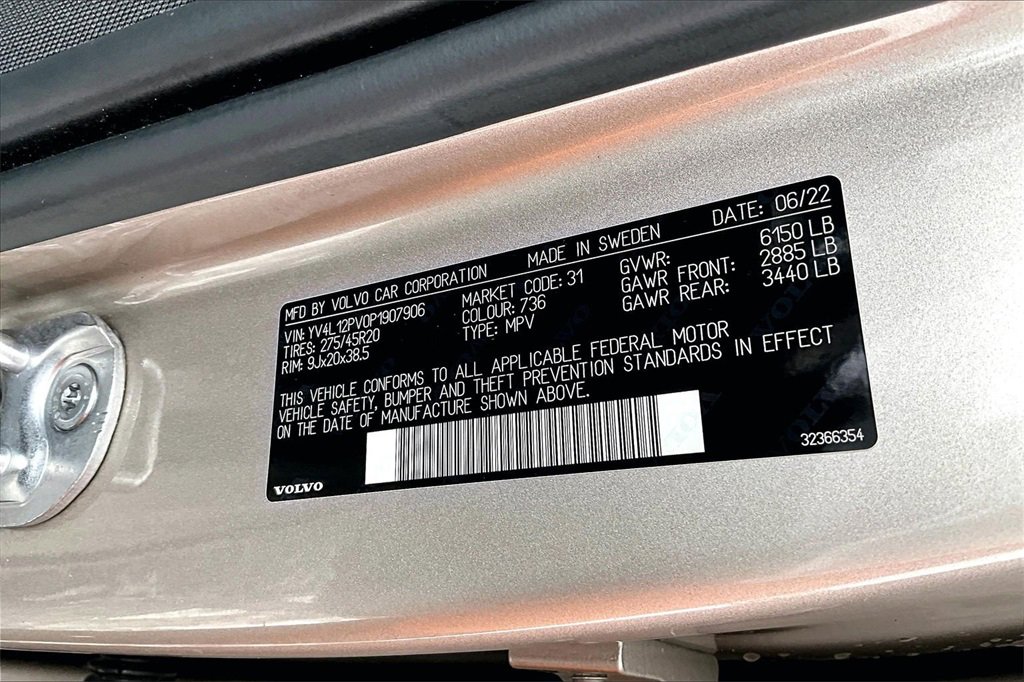 MFD BY VOLVO CAR CORPORATION MADE IN SWEDEN DATE: 06/22
VIN: YV4L12PV0P1907906 MARKET CODE: 31 GVWR: 6150 LB
TIRES: 275/45R20 COLOUR: 736 GAWR FRONT: 2885 LB
RIM: 9Jx20x38.5 TYPE: MPV GAWR REAR: 3440 LB
THIS VEHICLE CONFORMS TO ALL APPLICABLE FEDERAL MOTOR
VEHICLE SAFETY, BUMPER AND THEFT PREVENTION STANDARDS IN EFFECT
ON THE DATE OF MANUFACTURE SHOWN ABOVE.
VOLVO 32366354